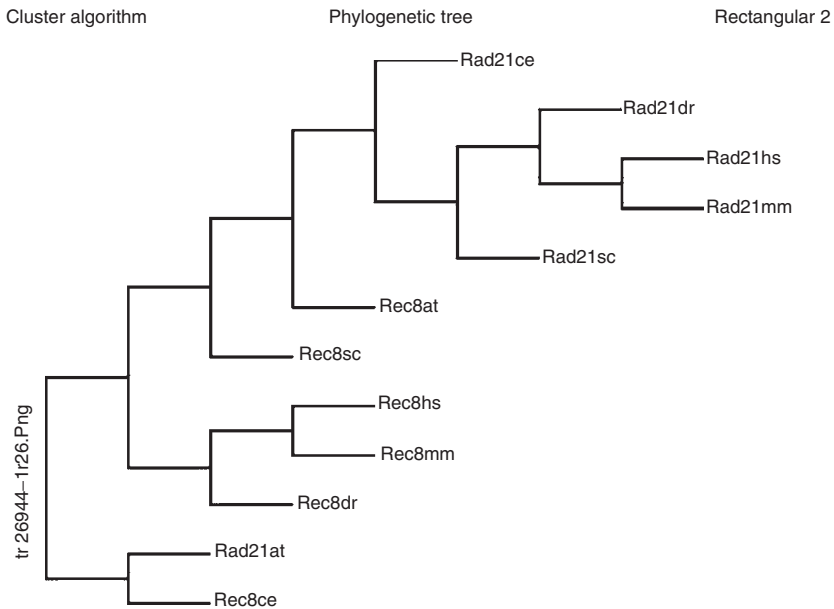 Cluster algorithm
Phylogenetic tree
Rectangular 2
Rad21ce
Rad21dr
Rad21hs
Rad21mm
Rad21sc
Rec8at
Rec8sc
Rec8hs
Rec8mm
Rec8dr
Rad21at
Rec8ce
tr 26944–1r26.Png